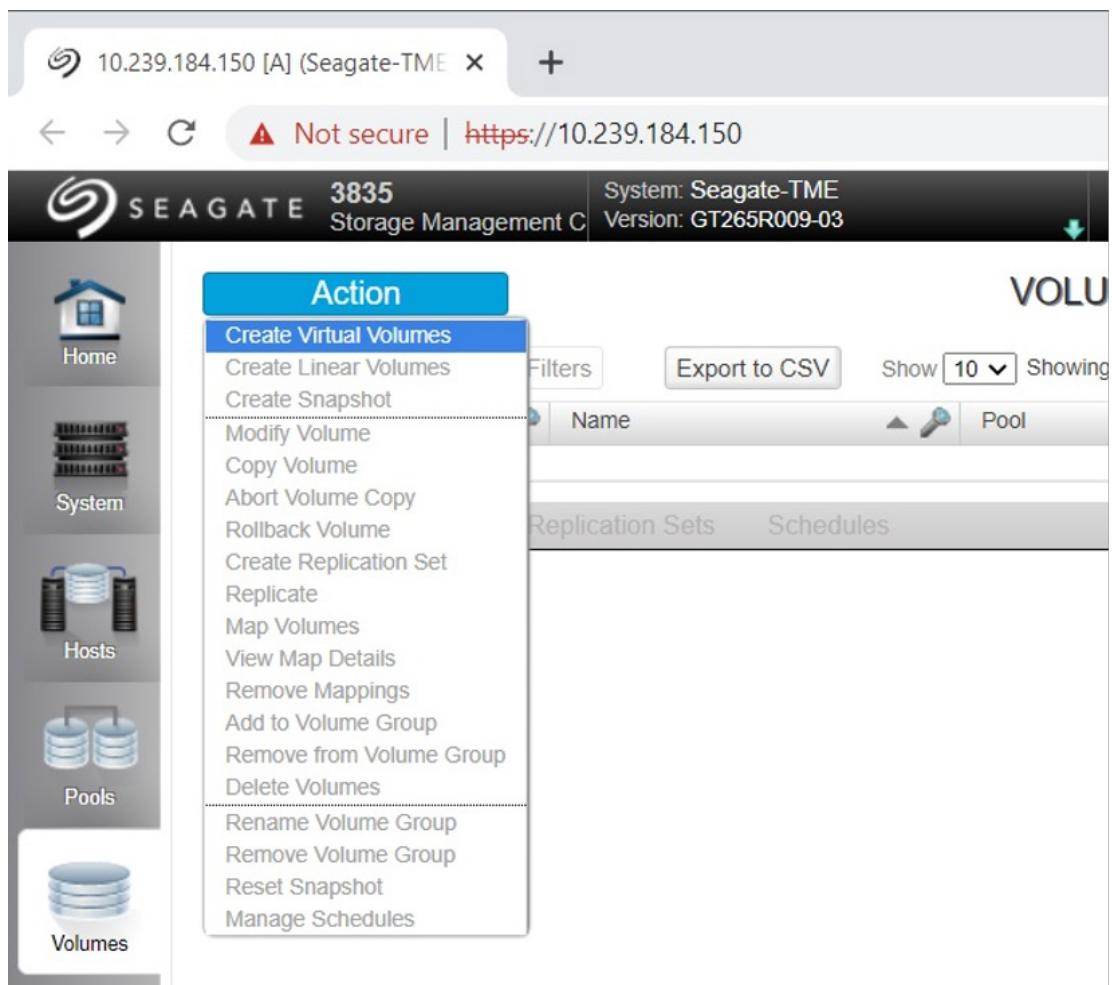 10.239.184.150 [A] (Seagate-TME
Not secure | https://10.239.184.150
SEAGATE 3835 System: Seagate-TME
Storage Management C Version: GT265R009-03
Action VOLU
Create Virtual Volumes
Create Linear Volumes Filters Export to CSV Show 10 Showing
Create Snapshot
Name Pool
Modify Volume
Copy Volume
Abort Volume Copy
Rollback Volume Replication Sets Schedules
Create Replication Set
Replicate
Map Volumes
View Map Details
Remove Mappings
Add to Volume Group
Remove from Volume Group
Delete Volumes
Rename Volume Group
Remove Volume Group
Reset Snapshot
Manage Schedules
Home
System
Hosts
Pools
Volumes